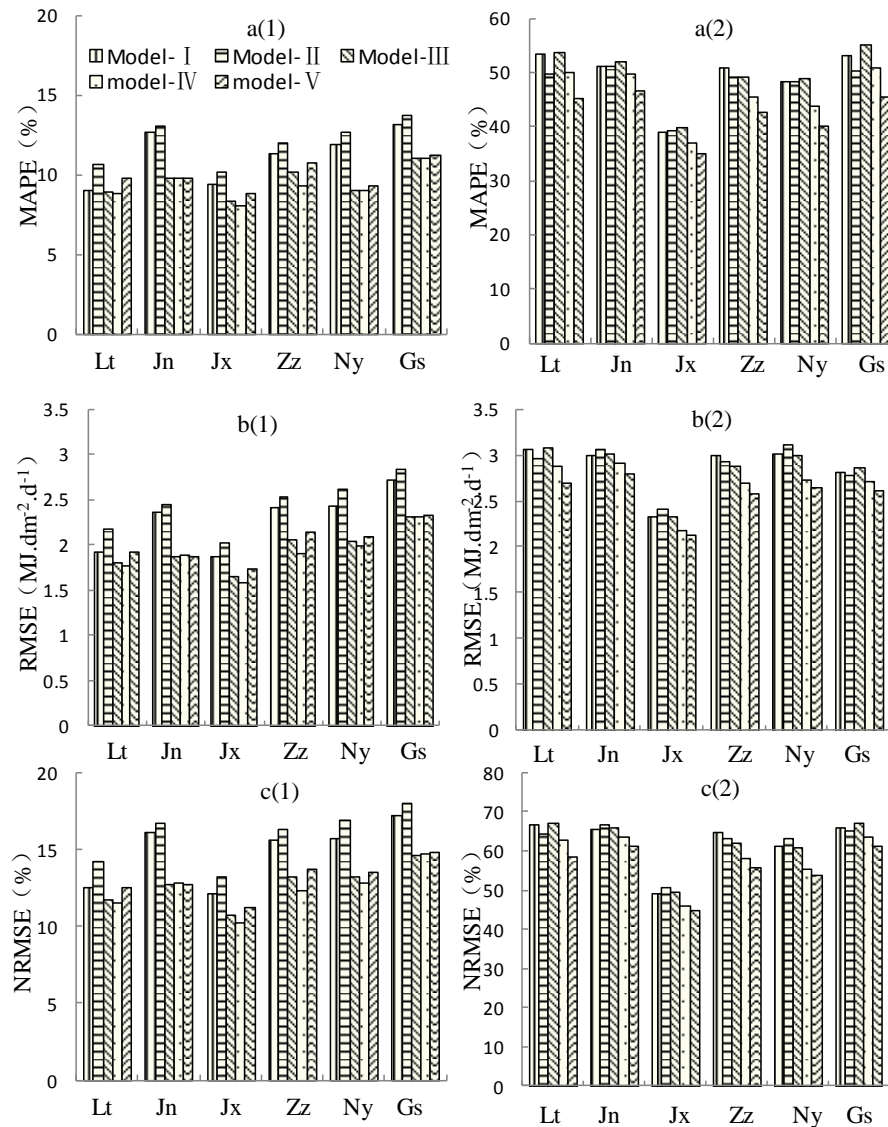 a(1)
Model-Ⅰ Model-Ⅱ Model-Ⅲ
model-Ⅳ model-Ⅴ
MAPE（%）
20
15
10
5
0
Lt Jn Jx Zz Ny Gs
a(2)
MAPE（%）
60
50
40
30
20
10
0
Lt Jn Jx Zz Ny Gs
b(1)
RMSE（MJ.dm-2.d-1）
3.5
3
2.5
2
1.5
1
0.5
0
Lt Jn Jx Zz Ny Gs
b(2)
RMSE（MJ.dm-2.d-1）
3.5
3
2.5
2
1.5
1
0.5
0
Lt Jn Jx Zz Ny Gs
c(1)
NRMSE（%）
20
15
10
5
0
Lt Jn Jx Zz Ny Gs
c(2)
NRMSE（%）
80
70
60
50
40
30
20
10
0
Lt Jn Jx Zz Ny Gs